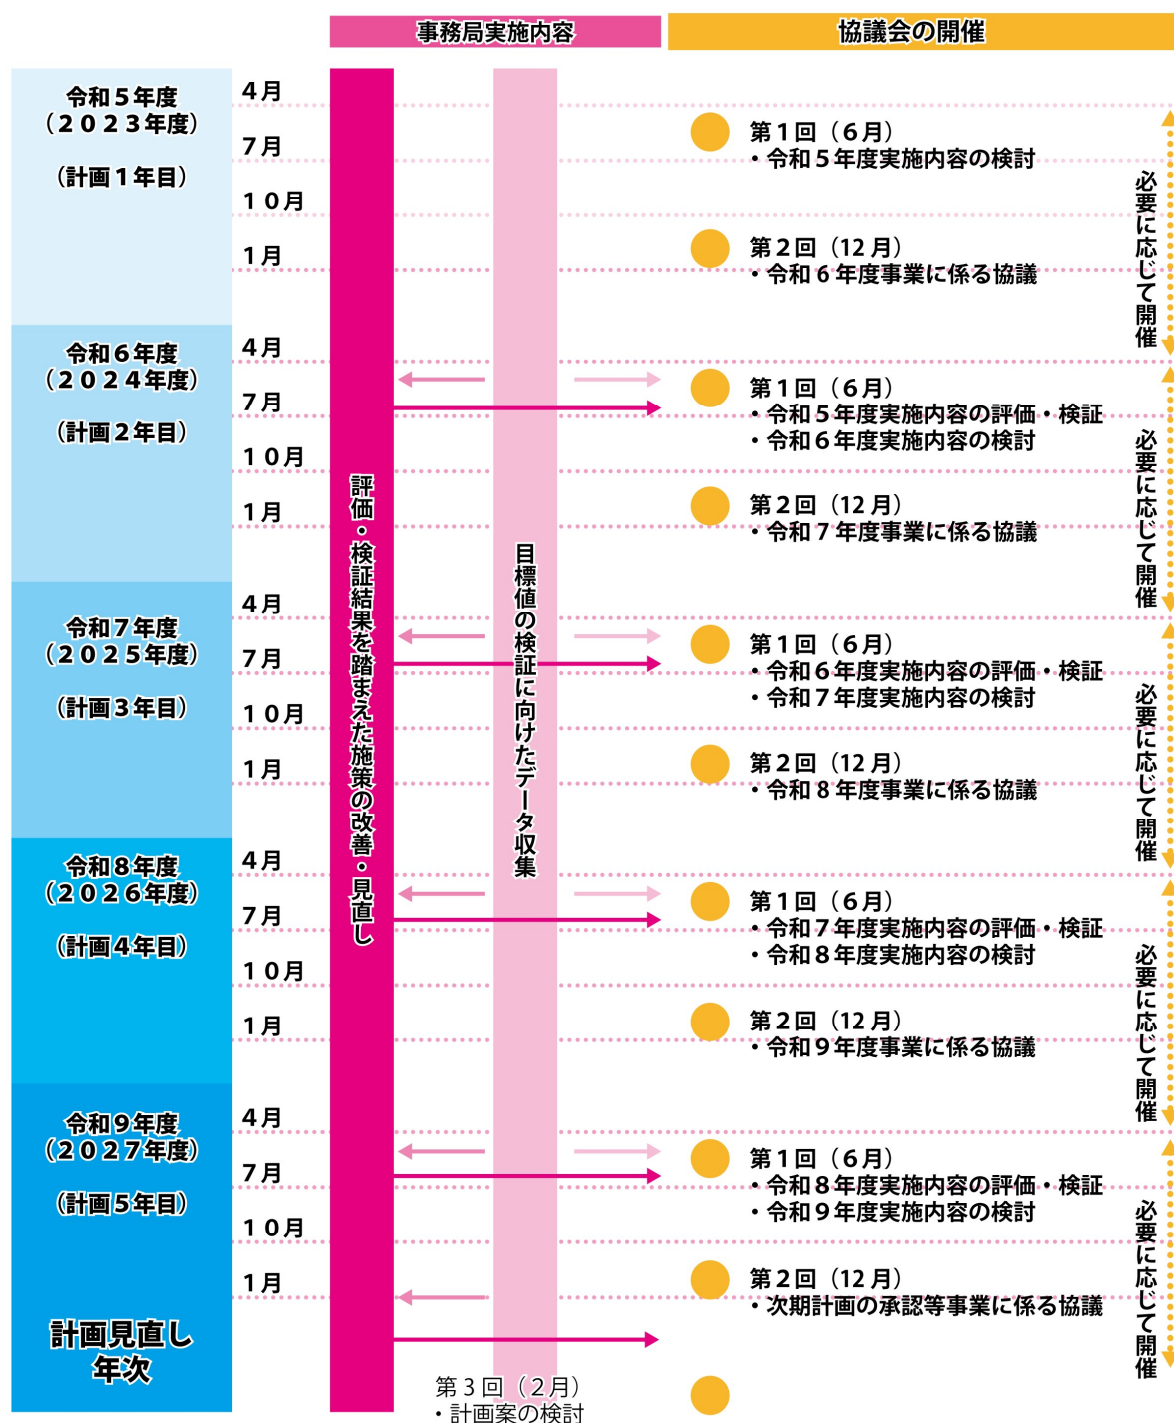 事務局実施内容
協議会の開催
令和5年度
（2023年度）
（計画1年目）
4月
7月
10月
1月
第1回（6月）
・令和5年度実施内容の検討
第2回（12月）
・令和6年度事業に係る協議
必要に応じて開催
令和6年度
（2024年度）
（計画2年目）
4月
7月
10月
1月
第1回（6月）
・令和5年度実施内容の評価・検証
・令和6年度実施内容の検討
第2回（12月）
・令和7年度事業に係る協議
必要に応じて開催
評価・検証結果を踏まえた施策の改善・見直し
目標値の検証に向けたデータ収集
令和7年度
（2025年度）
（計画3年目）
4月
7月
10月
1月
第1回（6月）
・令和6年度実施内容の評価・検証
・令和7年度実施内容の検討
第2回（12月）
・令和8年度事業に係る協議
必要に応じて開催
令和8年度
（2026年度）
（計画4年目）
4月
7月
10月
1月
第1回（6月）
・令和7年度実施内容の評価・検証
・令和8年度実施内容の検討
第2回（12月）
・令和9年度事業に係る協議
必要に応じて開催
令和9年度
（2027年度）
（計画5年目）
4月
7月
10月
1月
第1回（6月）
・令和8年度実施内容の評価・検証
・令和9年度実施内容の検討
第2回（12月）
・次期計画の承認等事業に係る協議
必要に応じて開催
計画見直し
年次
第3回（2月）
・計画案の検討